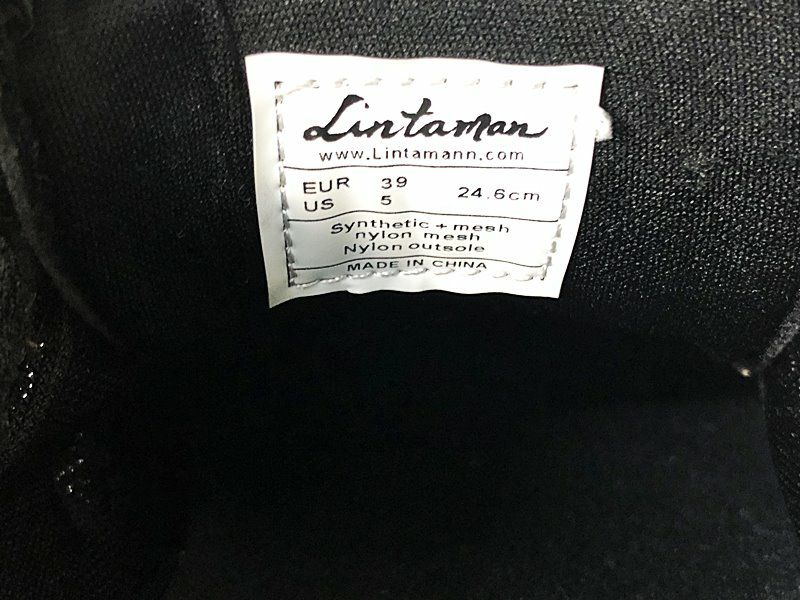 Lintaman
www.Lintamann.com
EUR 39 24.6cm
US 5
Synthetic + mesh
nylon mesh
Nylon outsole
MADE IN CHINA